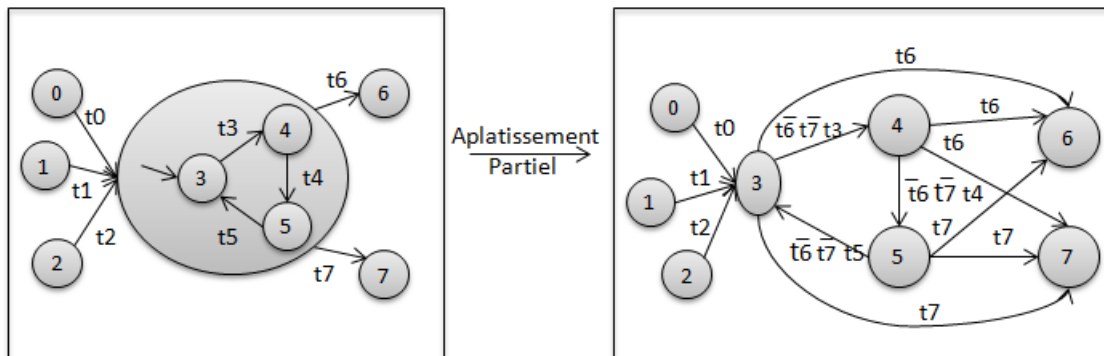 0
t0
1
t1
2
t2
3
t3
4
t4
5
t5
t6
6
t7
7
Aplatissement
Partiel
t6
0
t0
1
t1
2
t2
3
t6̅ t7̅ t3
4
t6
t6
6
t̅6 t7̅ t4
t6̅ t7̅ t5
5
t7
t7
7
t7